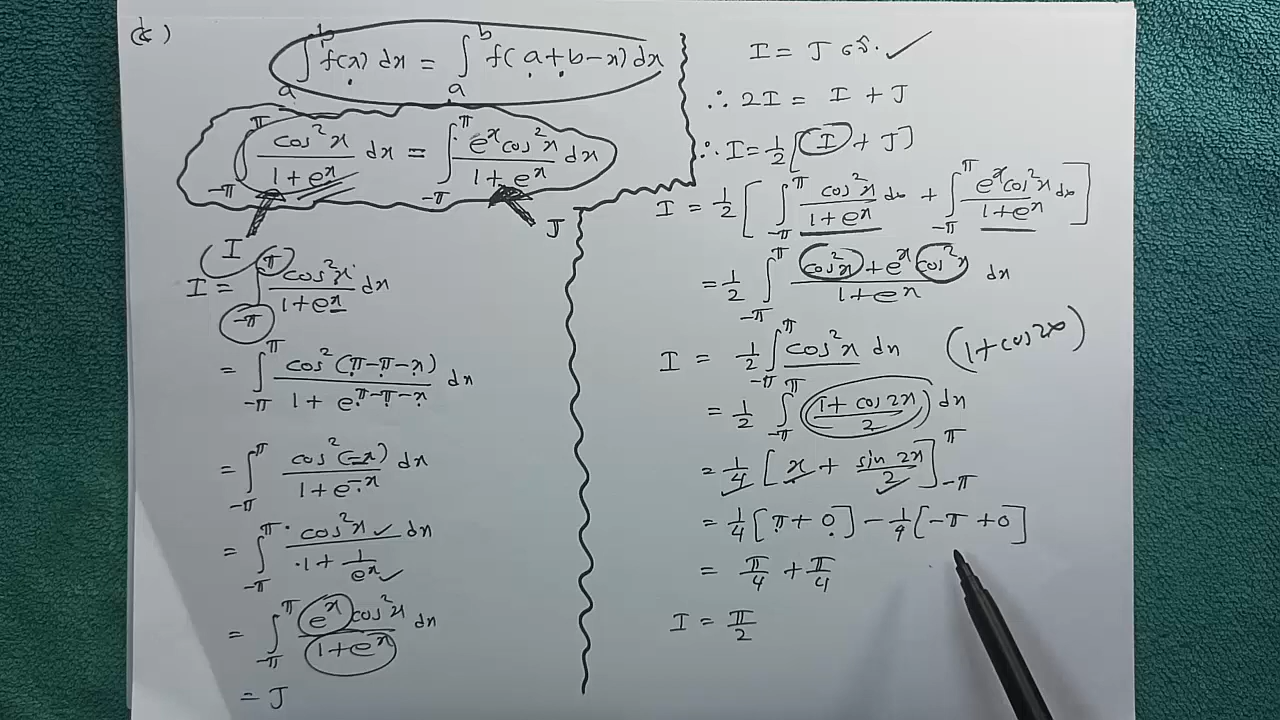 (c)
∫_a^b f(x) dx = ∫_a^b f(a+b-x) dx
∫_{-π}^{π} cos²x / (1+e^x) dx = ∫_{-π}^{π} e^x cos²x / (1+e^x) dx
I
J
I = ∫_{-π}^{π} cos²x / (1+e^x) dx
= ∫_{-π}^{π} cos²(π-π-x) / (1+e^{π-π-x}) dx
= ∫_{-π}^{π} cos²(-x) / (1+e^{-x}) dx
= ∫_{-π}^{π} cos²x / (1+1/e^x) dx
= ∫_{-π}^{π} e^x cos²x / (1+e^x) dx
= J
I = J
∴ 2I = I + J
∴ I = 1/2 [I + J]
I = 1/2 [∫_{-π}^{π} cos²x / (1+e^x) dx + ∫_{-π}^{π} e^x cos²x / (1+e^x) dx]
= 1/2 ∫_{-π}^{π} (cos²x + e^x cos²x) / (1+e^x) dx
I = 1/2 ∫_{-π}^{π} cos²x dx (1+cos2x)
= 1/2 ∫_{-π}^{π} (1+cos2x)/2 dx
= 1/4 [x + sin2x/2]_{-π}^{π}
= 1/4 [π+0] - 1/4 [-π+0]
= π/4 + π/4
I = π/2